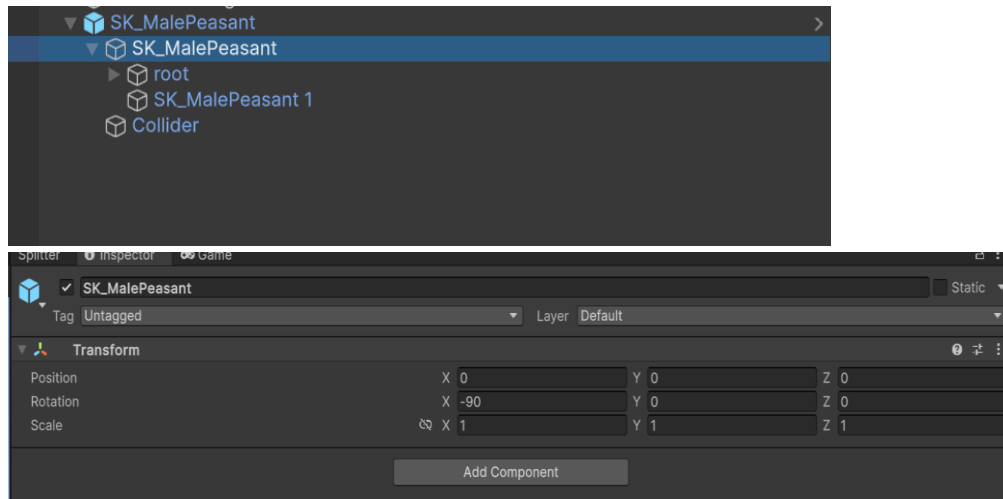 SK_MalePeasant
SK_MalePeasant
root
SK_MalePeasant 1
Collider
Splitter Inspector Game
SK_MalePeasant Static
Tag Untagged Layer Default
Transform
Position X 0 Y 0 Z 0
Rotation X -90 Y 0 Z 0
Scale X 1 Y 1 Z 1
Add Component